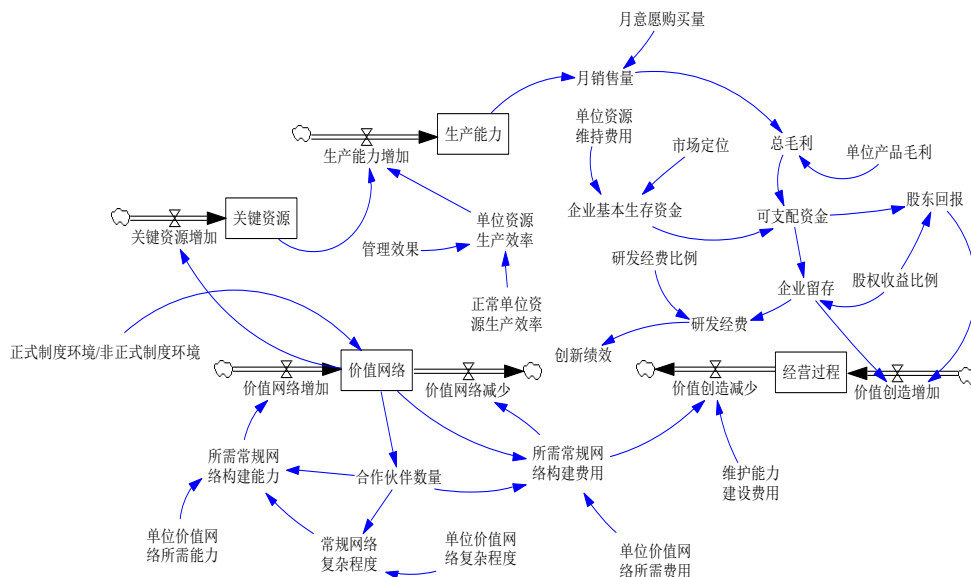 月意愿购买量
月销售量
生产能力
生产能力增加
单位资源
维持费用
市场定位
总毛利
单位产品毛利
关键资源
关键资源增加
单位资源
生产效率
管理效果
企业基本生存资金
可支配资金
股东回报
研发经费比例
企业留存
股权收益比例
正常单位资
源生产效率
研发经费
创新绩效
正式制度环境/非正式制度环境
价值网络
价值网络增加
价值网络减少
价值创造减少
经营过程
价值创造增加
所需常规网
络构建能力
合作伙伴数量
所需常规网
络构建费用
维护能力
建设费用
单位价值网
络所需能力
常规网络
复杂程度
单位价值网
络复杂程度
单位价值网
络所需费用